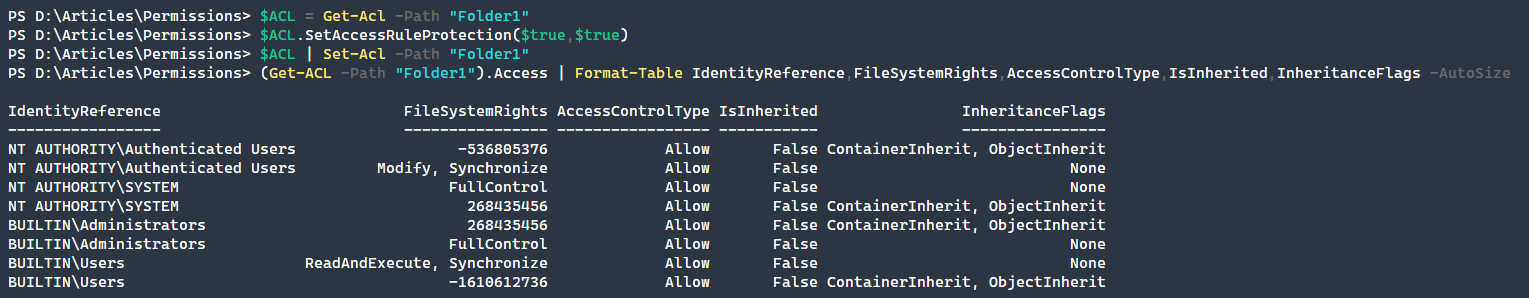 PS D:\Articles\Permissions> $ACL = Get-Acl -Path "Folder1"
PS D:\Articles\Permissions> $ACL.SetAccessRuleProtection($true,$true)
PS D:\Articles\Permissions> $ACL | Set-Acl -Path "Folder1"
PS D:\Articles\Permissions> (Get-ACL -Path "Folder1").Access | Format-Table IdentityReference,FileSystemRights,AccessControlType,IsInherited,InheritanceFlags -AutoSize
IdentityReference FileSystemRights AccessControlType IsInherited InheritanceFlags
----------------- ---------------- ----------------- ----------- ----------------
NT AUTHORITY\Authenticated Users -536805376 Allow False ContainerInherit, ObjectInherit
NT AUTHORITY\Authenticated Users Modify, Synchronize Allow False None
NT AUTHORITY\SYSTEM FullControl Allow False None
NT AUTHORITY\SYSTEM 268435456 Allow False ContainerInherit, ObjectInherit
BUILTIN\Administrators 268435456 Allow False ContainerInherit, ObjectInherit
BUILTIN\Administrators FullControl Allow False None
BUILTIN\Users ReadAndExecute, Synchronize Allow False None
BUILTIN\Users -1610612736 Allow False ContainerInherit, ObjectInherit